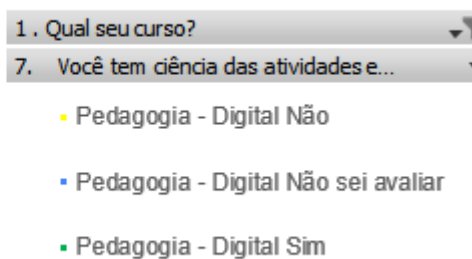 1 . Qual seu curso?
7. Você tem ciência das atividades e...
Pedagogia - Digital Não
Pedagogia - Digital Não sei avaliar
Pedagogia - Digital Sim